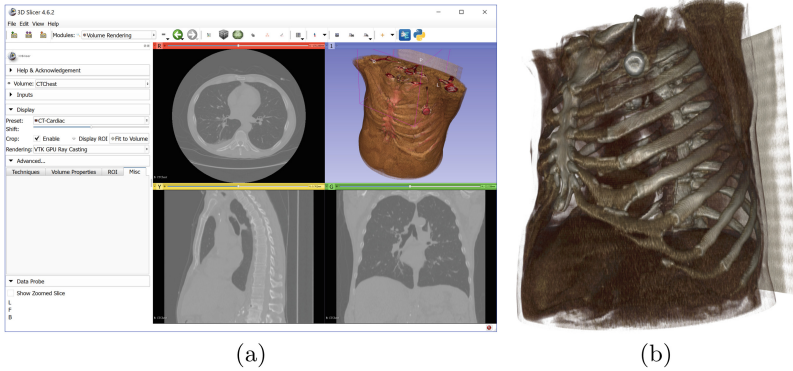 3D Slicer 4.6.2
File Edit View Help
Modules: Volume Rendering
Help & Acknowledgement
Volume: CTChest
Inputs
Display
Preset: CT-Cardiac
Shift:
Crop: Enable Display ROI Fit to Volume
Rendering: VTK GPU Ray Casting
Advanced...
Techniques Volume Properties ROI Misc
Data Probe
Show Zoomed Slice
L
F
B
R
1
Y
G
(a)
(b)